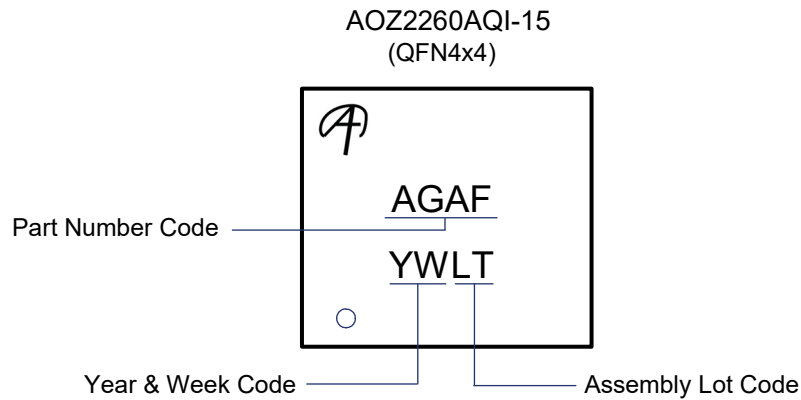 AOZ2260AQI-15
(QFN4x4)
AGAF
Part Number Code
YWLT
Year & Week Code
Assembly Lot Code